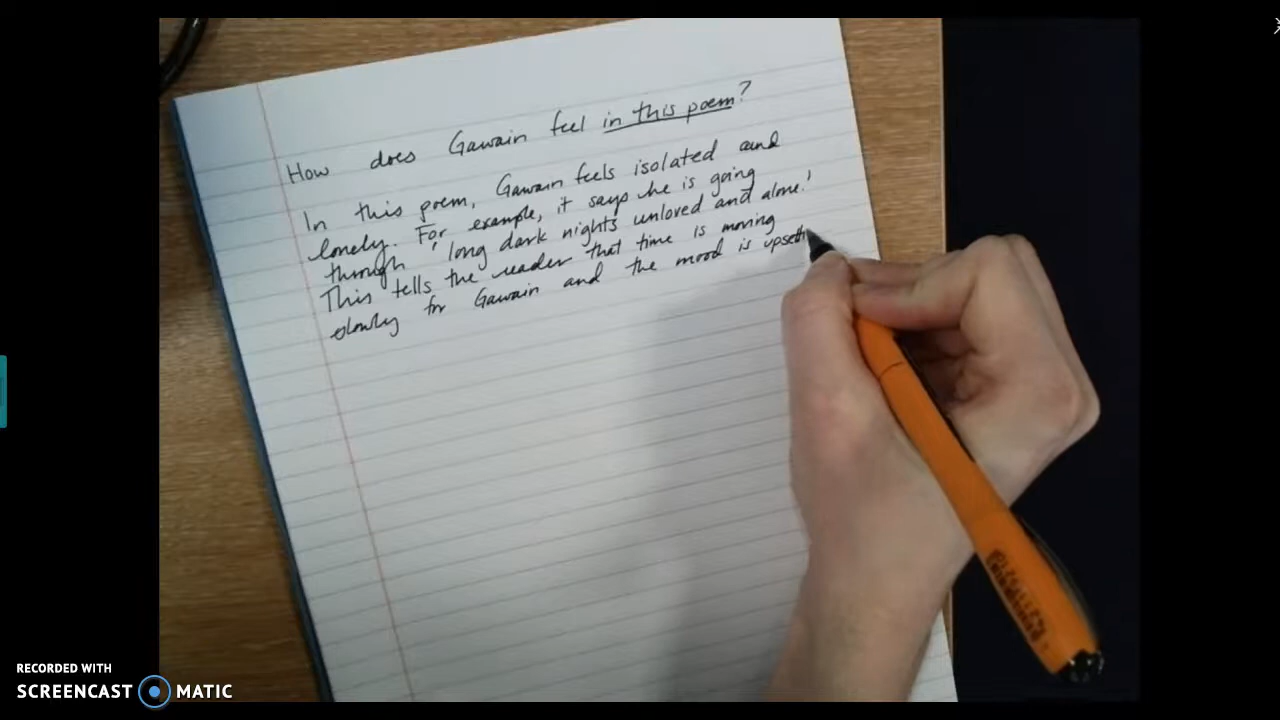 How does Gawain feel in this poem?
In this poem, Gawain feels isolated and
lonely. For example, it says he is going
through 'long dark nights unloved and alone.'
This tells the reader that time is moving
slowly for Gawain and the mood is upsetti
RECORDED WITH
SCREENCAST MATIC